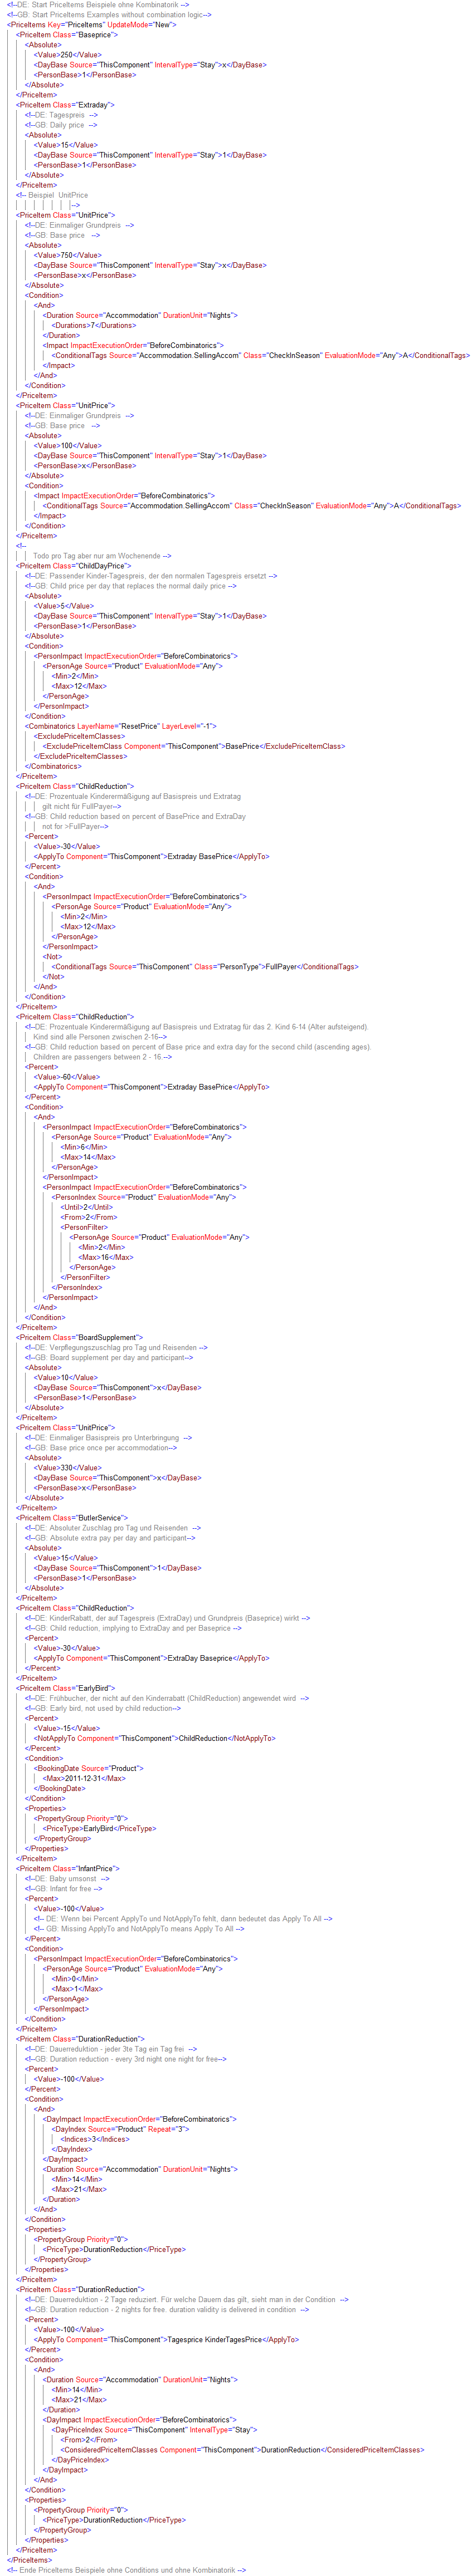 <!--DE: Start PriceItems Beispiele ohne Kombinatorik -->
<!--GB: Start PriceItems Examples without combination logic-->
<PriceItems Key="PriceItems" UpdateMode="New">
<PriceItem Class="Baseprice">
<Absolute>
<Value>250</Value>
<DayBase Source="ThisComponent" IntervalType="Stay">x</DayBase>
<PersonBase>1</PersonBase>
</Absolute>
</PriceItem>
<PriceItem Class="Extraday">
<!--DE: Tagespreis -->
<!--GB: Daily price -->
<Absolute>
<Value>15</Value>
<DayBase Source="ThisComponent" IntervalType="Stay">1</DayBase>
<PersonBase>1</PersonBase>
</Absolute>
</PriceItem>
<!-- Beispiel: UnitPrice
-->
<PriceItem Class="UnitPrice">
<!--DE: Einmaliger Grundpreis -->
<!--GB: Base price -->
<Absolute>
<Value>750</Value>
<DayBase Source="ThisComponent" IntervalType="Stay">x</DayBase>
<PersonBase>x</PersonBase>
</Absolute>
<Condition>
<And>
<Duration Source="Accommodation" DurationUnit="Nights">
<Durations>7</Durations>
</Duration>
<Impact ImpactExecutionOrder="BeforeCombinatorics">
<ConditionalTags Source="Accommodation.SellingAccom" Class="CheckInSeason" EvaluationMode="Any">A</ConditionalTags>
</Impact>
</And>
</Condition>
</PriceItem>
<PriceItem Class="UnitPrice">
<!--DE: Einmaliger Grundpreis -->
<!--GB: Base price -->
<Absolute>
<Value>100</Value>
<DayBase Source="ThisComponent" IntervalType="Stay">1</DayBase>
<PersonBase>x</PersonBase>
</Absolute>
<Condition>
<Impact ImpactExecutionOrder="BeforeCombinatorics">
<ConditionalTags Source="Accommodation.SellingAccom" Class="CheckInSeason" EvaluationMode="Any">A</ConditionalTags>
</Impact>
</Condition>
</PriceItem>
<!--
Todo pro Tag aber nur am Wochenende -->
<PriceItem Class="ChildDayPrice">
<!--DE: Passender Kinder-Tagespreis, der den normalen Tagespreis ersetzt -->
<!--GB: Child price per day that replaces the normal daily price -->
<Absolute>
<Value>5</Value>
<DayBase Source="ThisComponent" IntervalType="Stay">1</DayBase>
<PersonBase>1</PersonBase>
</Absolute>
<Condition>
<PersonImpact ImpactExecutionOrder="BeforeCombinatorics">
<PersonAge Source="Product" EvaluationMode="Any">
<Min>2</Min>
<Max>12</Max>
</PersonAge>
</PersonImpact>
</Condition>
<Combinatorics LayerName="ResetPrice" LayerLevel="-1">
<ExcludePriceItemClasses>
<ExcludePriceItemClass Component="ThisComponent">BasePrice</ExcludePriceItemClass>
</ExcludePriceItemClasses>
</Combinatorics>
</PriceItem>
<PriceItem Class="ChildReduction">
<!--DE: Prozentuale Kinderermäßigung auf Basispreis und Extratag
gilt nicht für FullPayer-->
<!--GB: Child reduction based on percent of BasePrice and ExtraDay
not for >FullPayer-->
<Percent>
<Value>-30</Value>
<ApplyTo Component="ThisComponent">Extraday BasePrice</ApplyTo>
</Percent>
<Condition>
<And>
<PersonImpact ImpactExecutionOrder="BeforeCombinatorics">
<PersonAge Source="Product" EvaluationMode="Any">
<Min>2</Min>
<Max>12</Max>
</PersonAge>
</PersonImpact>
<Not>
<ConditionalTags Source="ThisComponent" Class="PersonType">FullPayer</ConditionalTags>
</Not>
</And>
</Condition>
</PriceItem>
<PriceItem Class="ChildReduction">
<!--DE: Prozentuale Kinderermäßigung auf Basispreis und Extratag für das 2. Kind 6-14 (Alter aufsteigend).
Kind sind alle Personen zwischen 2-16-->
<!--GB: Child reduction based on percent of Base price and extra day for the second child (ascending ages).
Children are passengers between 2 - 16.-->
<Percent>
<Value>-60</Value>
<ApplyTo Component="ThisComponent">Extraday BasePrice</ApplyTo>
</Percent>
<Condition>
<And>
<PersonImpact ImpactExecutionOrder="BeforeCombinatorics">
<PersonAge Source="Product" EvaluationMode="Any">
<Min>6</Min>
<Max>14</Max>
</PersonAge>
</PersonImpact>
<PersonImpact ImpactExecutionOrder="BeforeCombinatorics">
<PersonIndex Source="Product" EvaluationMode="Any">
<Until>2</Until>
<From>2</From>
<PersonFilter>
<PersonAge Source="Product" EvaluationMode="Any">
<Min>2</Min>
<Max>16</Max>
</PersonAge>
</PersonFilter>
</PersonIndex>
</PersonImpact>
</And>
</Condition>
</PriceItem>
<PriceItem Class="BoardSupplement">
<!--DE: Verpflegungszuschlag pro Tag und Reisenden -->
<!--GB: Board supplement per day and participant-->
<Absolute>
<Value>10</Value>
<DayBase Source="ThisComponent">x</DayBase>
<PersonBase>1</PersonBase>
</Absolute>
</PriceItem>
<PriceItem Class="UnitPrice">
<!--DE: Einmaliger Basispreis pro Unterbringung -->
<!--GB: Base price once per accommodation-->
<Absolute>
<Value>330</Value>
<DayBase Source="ThisComponent">x</DayBase>
<PersonBase>x</PersonBase>
</Absolute>
</PriceItem>
<PriceItem Class="ButlerService">
<!--DE: Absoluter Zuschlag pro Tag und Reisenden -->
<!--GB: Absolute extra pay per day and participant-->
<Absolute>
<Value>15</Value>
<DayBase Source="ThisComponent">1</DayBase>
<PersonBase>1</PersonBase>
</Absolute>
</PriceItem>
<PriceItem Class="ChildReduction">
<!--DE: KinderRabatt, der auf Tagespreis (ExtraDay) und Grundpreis (Baseprice) wirkt -->
<!--GB: Child reduction, implying to ExtraDay and per Baseprice -->
<Percent>
<Value>-30</Value>
<ApplyTo Component="ThisComponent">ExtraDay Baseprice</ApplyTo>
</Percent>
</PriceItem>
<PriceItem Class="EarlyBird">
<!--DE: Frühbucher, der nicht auf den Kinderrabatt (ChildReduction) angewendet wird -->
<!--GB: Early bird, not used by child reduction-->
<Percent>
<Value>-15</Value>
<NotApplyTo Component="ThisComponent">ChildReduction</NotApplyTo>
</Percent>
<Condition>
<BookingDate Source="Product">
<Max>2011-12-31</Max>
</BookingDate>
</Condition>
<Properties>
<PropertyGroup Priority="0">
<PriceType>EarlyBird</PriceType>
</PropertyGroup>
</Properties>
</PriceItem>
<PriceItem Class="InfantPrice">
<!--DE: Baby umsonst -->
<!--GB: Infant for free -->
<Percent>
<Value>-100</Value>
<!-- DE: Wenn bei Percent ApplyTo und NotApplyTo fehlt, dann bedeutet das Apply To All -->
<!-- GB: Missing ApplyTo and NotApplyTo means Apply To All -->
</Percent>
<Condition>
<PersonImpact ImpactExecutionOrder="BeforeCombinatorics">
<PersonAge Source="Product" EvaluationMode="Any">
<Min>0</Min>
<Max>1</Max>
</PersonAge>
</PersonImpact>
</Condition>
</PriceItem>
<PriceItem Class="DurationReduction">
<!--DE: Dauerreduktion - jeder 3te Tag ein Tag frei -->
<!--GB: Duration reduction - every 3rd night one night for free-->
<Percent>
<Value>-100</Value>
</Percent>
<Condition>
<And>
<DayImpact ImpactExecutionOrder="BeforeCombinatorics">
<DayIndex Source="Product" Repeat="3">
<Indices>3</Indices>
</DayIndex>
</DayImpact>
<Duration Source="Accommodation" DurationUnit="Nights">
<Min>14</Min>
<Max>21</Max>
</Duration>
</And>
</Condition>
<Properties>
<PropertyGroup Priority="0">
<PriceType>DurationReduction</PriceType>
</PropertyGroup>
</Properties>
</PriceItem>
<PriceItem Class="DurationReduction">
<!--DE: Dauerreduktion - 2 Tage reduziert. Für welche Dauern das gilt, sieht man in der Condition -->
<!--GB: Duration reduction - 2 nights for free. duration validity is delivered in condition -->
<Percent>
<Value>-100</Value>
<ApplyTo Component="ThisComponent">Tagesprice KinderTagesPrice</ApplyTo>
</Percent>
<Condition>
<And>
<Duration Source="Accommodation" DurationUnit="Nights">
<Min>14</Min>
<Max>21</Max>
</Duration>
<DayImpact ImpactExecutionOrder="BeforeCombinatorics">
<DayPriceIndex Source="ThisComponent" IntervalType="Stay">
<From>2</From>
<ConsideredPriceItemClasses Component="ThisComponent">DurationReduction</ConsideredPriceItemClasses>
</DayPriceIndex>
</DayImpact>
</And>
</Condition>
<Properties>
<PropertyGroup Priority="0">
<PriceType>DurationReduction</PriceType>
</PropertyGroup>
</Properties>
</PriceItem>
</PriceItems>
<!-- Ende PriceItems Beispiele ohne Conditions und ohne Kombinatorik -->